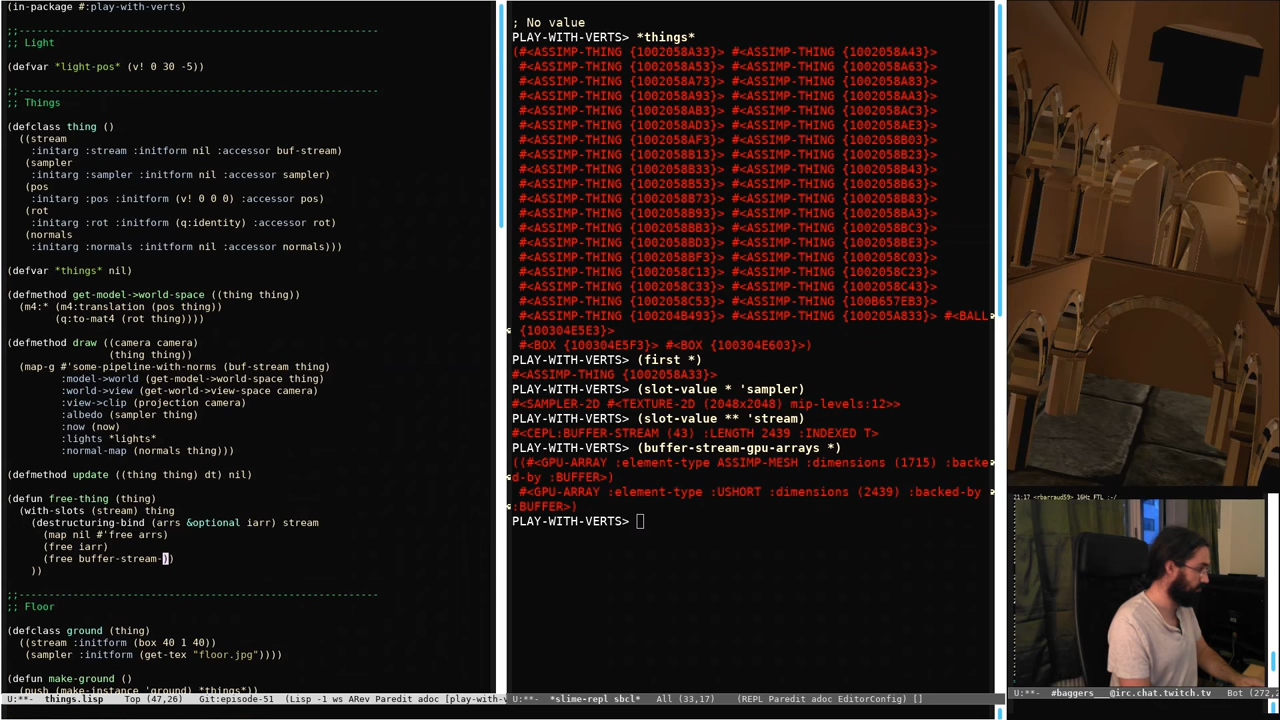 (in-package #:play-with-verts)
;;------------------------------------------------------------
;; Light
(defvar *light-pos* (v! 0 30 -5))
;;------------------------------------------------------------
;; Things
(defclass thing ()
((stream
:initarg :stream :initform nil :accessor buf-stream)
(sampler
:initarg :sampler :initform nil :accessor sampler)
(pos
:initarg :pos :initform (v! 0 0 0) :accessor pos)
(rot
:initarg :rot :initform (q:identity) :accessor rot)
(normals
:initarg :normals :initform nil :accessor normals)))
(defvar *things* nil)
(defmethod get-model->world-space ((thing thing))
(m4:* (m4:translation (pos thing))
(q:to-mat4 (rot thing))))
(defmethod draw ((camera camera)
(thing thing))
(map-g #'some-pipeline-with-norms (buf-stream thing)
:model->world (get-model->world-space thing)
:world->view (get-world->view-space camera)
:view->clip (projection camera)
:albedo (sampler thing)
:now (now)
:lights *lights*
:normal-map (normals thing)))
(defmethod update ((thing thing) dt) nil)
(defun free-thing (thing)
(with-slots (stream) thing
(destructuring-bind (arrs &optional iarr) stream
(map nil #'free arrs)
(free iarr)
(free buffer-stream-))
))
;;------------------------------------------------------------
;; Floor
(defclass ground (thing)
((stream :initform (box 40 1 40))
(sampler :initform (get-tex "floor.jpg"))))
(defun make-ground ()
(push (make-instance 'ground) *things*))
U:**-  things.lisp    Top (47,26)    Git:episode-51  (Lisp -1 ws ARev Paredit adoc [play-with-v
; No value
PLAY-WITH-VERTS> *things*
(#<ASSIMP-THING {1002058A33}> #<ASSIMP-THING {1002058A43}>
#<ASSIMP-THING {1002058A53}> #<ASSIMP-THING {1002058A63}>
#<ASSIMP-THING {1002058A73}> #<ASSIMP-THING {1002058A83}>
#<ASSIMP-THING {1002058A93}> #<ASSIMP-THING {1002058AA3}>
#<ASSIMP-THING {1002058AB3}> #<ASSIMP-THING {1002058AC3}>
#<ASSIMP-THING {1002058AD3}> #<ASSIMP-THING {1002058AE3}>
#<ASSIMP-THING {1002058AF3}> #<ASSIMP-THING {1002058B03}>
#<ASSIMP-THING {1002058B13}> #<ASSIMP-THING {1002058B23}>
#<ASSIMP-THING {1002058B33}> #<ASSIMP-THING {1002058B43}>
#<ASSIMP-THING {1002058B53}> #<ASSIMP-THING {1002058B63}>
#<ASSIMP-THING {1002058B73}> #<ASSIMP-THING {1002058B83}>
#<ASSIMP-THING {1002058B93}> #<ASSIMP-THING {1002058BA3}>
#<ASSIMP-THING {1002058BB3}> #<ASSIMP-THING {1002058BC3}>
#<ASSIMP-THING {1002058BD3}> #<ASSIMP-THING {1002058BE3}>
#<ASSIMP-THING {1002058BF3}> #<ASSIMP-THING {1002058C03}>
#<ASSIMP-THING {1002058C13}> #<ASSIMP-THING {1002058C23}>
#<ASSIMP-THING {1002058C33}> #<ASSIMP-THING {1002058C43}>
#<ASSIMP-THING {1002058C53}> #<ASSIMP-THING {100B657EB3}>
#<ASSIMP-THING {100204B493}> #<ASSIMP-THING {100205A833}> #<BALL
{100304E5E3}>
#<BOX {100304E5F3}> #<BOX {100304E603}>)
PLAY-WITH-VERTS> (first *)
#<ASSIMP-THING {1002058A33}>
PLAY-WITH-VERTS> (slot-value * 'sampler)
#<SAMPLER-2D #<TEXTURE-2D (2048x2048) mip-levels:12>>
PLAY-WITH-VERTS> (slot-value ** 'stream)
#<CEPL:BUFFER-STREAM (43) :LENGTH 2439 :INDEXED T>
PLAY-WITH-VERTS> (buffer-stream-gpu-arrays *)
((#<GPU-ARRAY :element-type ASSIMP-MESH :dimensions (1715) :backe
d-by :BUFFER>)
#<GPU-ARRAY :element-type :USHORT :dimensions (2439) :backed-by
:BUFFER>)
PLAY-WITH-VERTS>
U:**-  *slime-repl sbcl*    All (33,17)    (REPL Paredit adoc EditorConfig) []
21:17 <rbarraud59> 16% FTL :-/
U:**-  #baggers___@irc.chat.twitch.tv    Bot (272,2